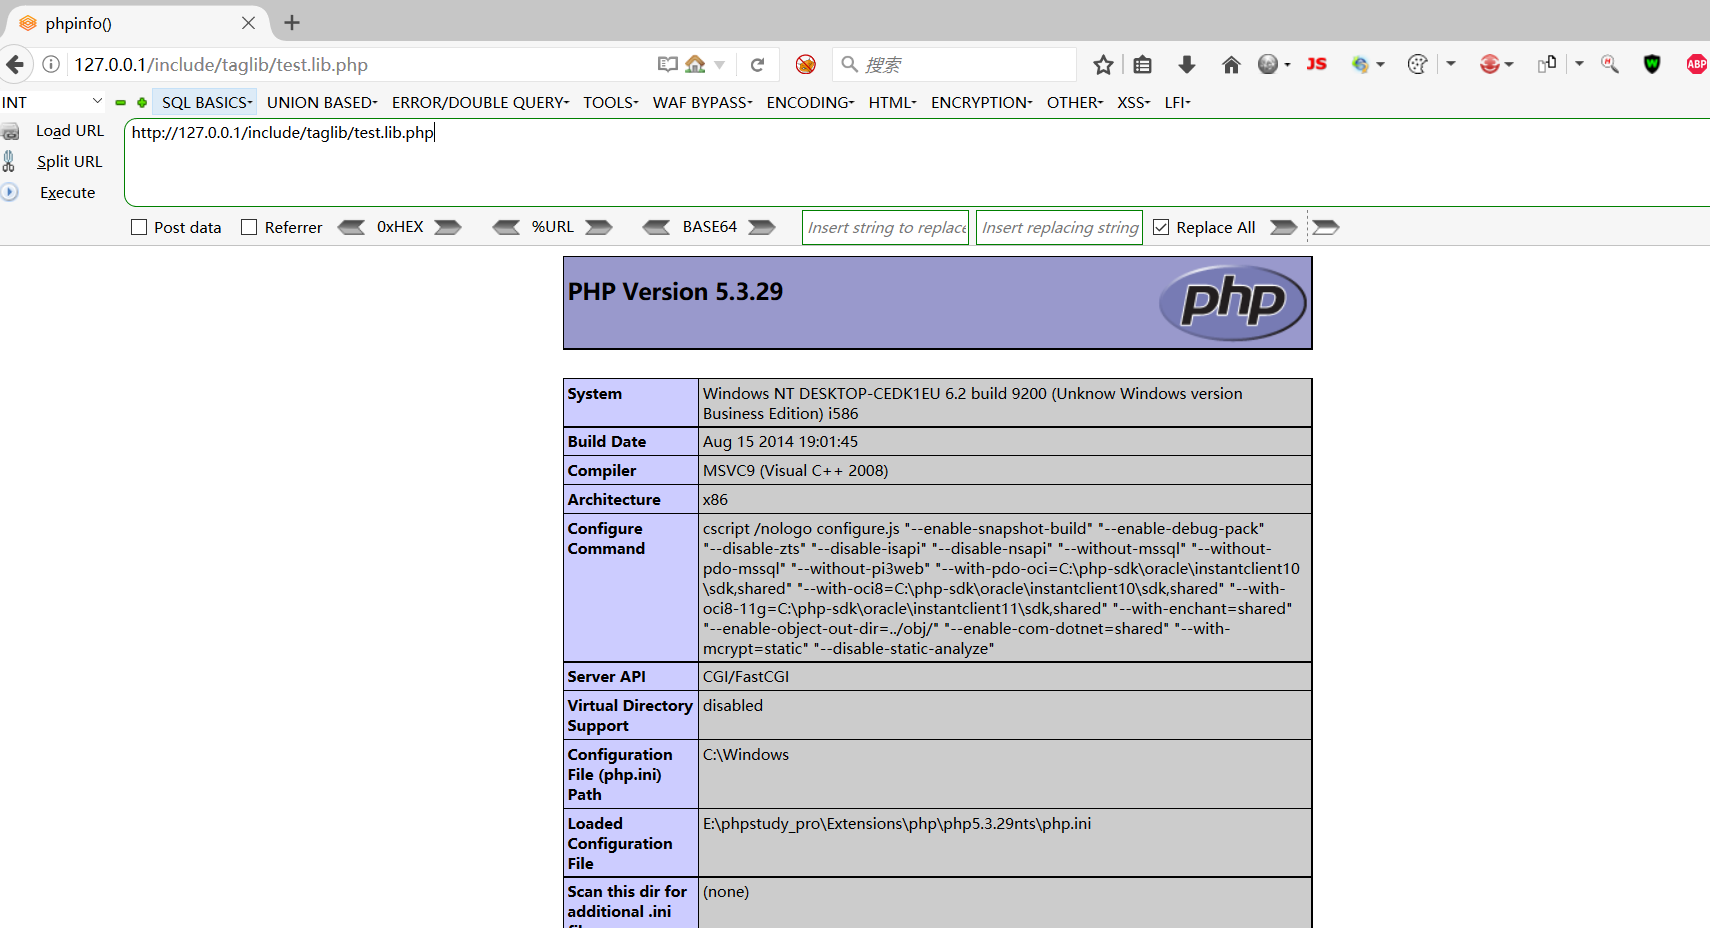 phpinfo()
127.0.0.1/include/taglib/test.lib.php
搜索
JS
ABP
INT
SQL BASICS UNION BASED ERROR/DOUBLE QUERY TOOLS WAF BYPASS ENCODING HTML ENCRYPTION OTHER XSS LFI
Load URL
http://127.0.0.1/include/taglib/test.lib.php
Split URL
Execute
Post data Referrer 0xHEX %URL BASE64 Insert string to replace Insert replacing string Replace All
PHP Version 5.3.29
php
System
Windows NT DESKTOP-CEDK1EU 6.2 build 9200 (Unknow Windows version
Business Edition) i586
Build Date
Aug 15 2014 19:01:45
Compiler
MSVC9 (Visual C++ 2008)
Architecture
x86
Configure
Command
cscript /nologo configure.js "--enable-snapshot-build" "--enable-debug-pack"
"--disable-zts" "--disable-isapi" "--disable-nsapi" "--without-mssql" "--without-
pdo-mssql" "--without-pi3web" "--with-pdo-oci=C:\php-sdk\oracle\instantclient10
\sdk,shared" "--with-oci8=C:\php-sdk\oracle\instantclient10\sdk,shared" "--with-
oci8-11g=C:\php-sdk\oracle\instantclient11\sdk,shared" "--with-enchant=shared"
"--enable-object-out-dir=../obj/" "--enable-com-dotnet=shared" "--with-
mcrypt=static" "--disable-static-analyze"
Server API
CGI/FastCGI
Virtual Directory
Support
disabled
Configuration
File (php.ini)
Path
C:\Windows
Loaded
Configuration
File
E:\phpstudy_pro\Extensions\php\php5.3.29nts\php.ini
Scan this dir for
additional .ini
(none)